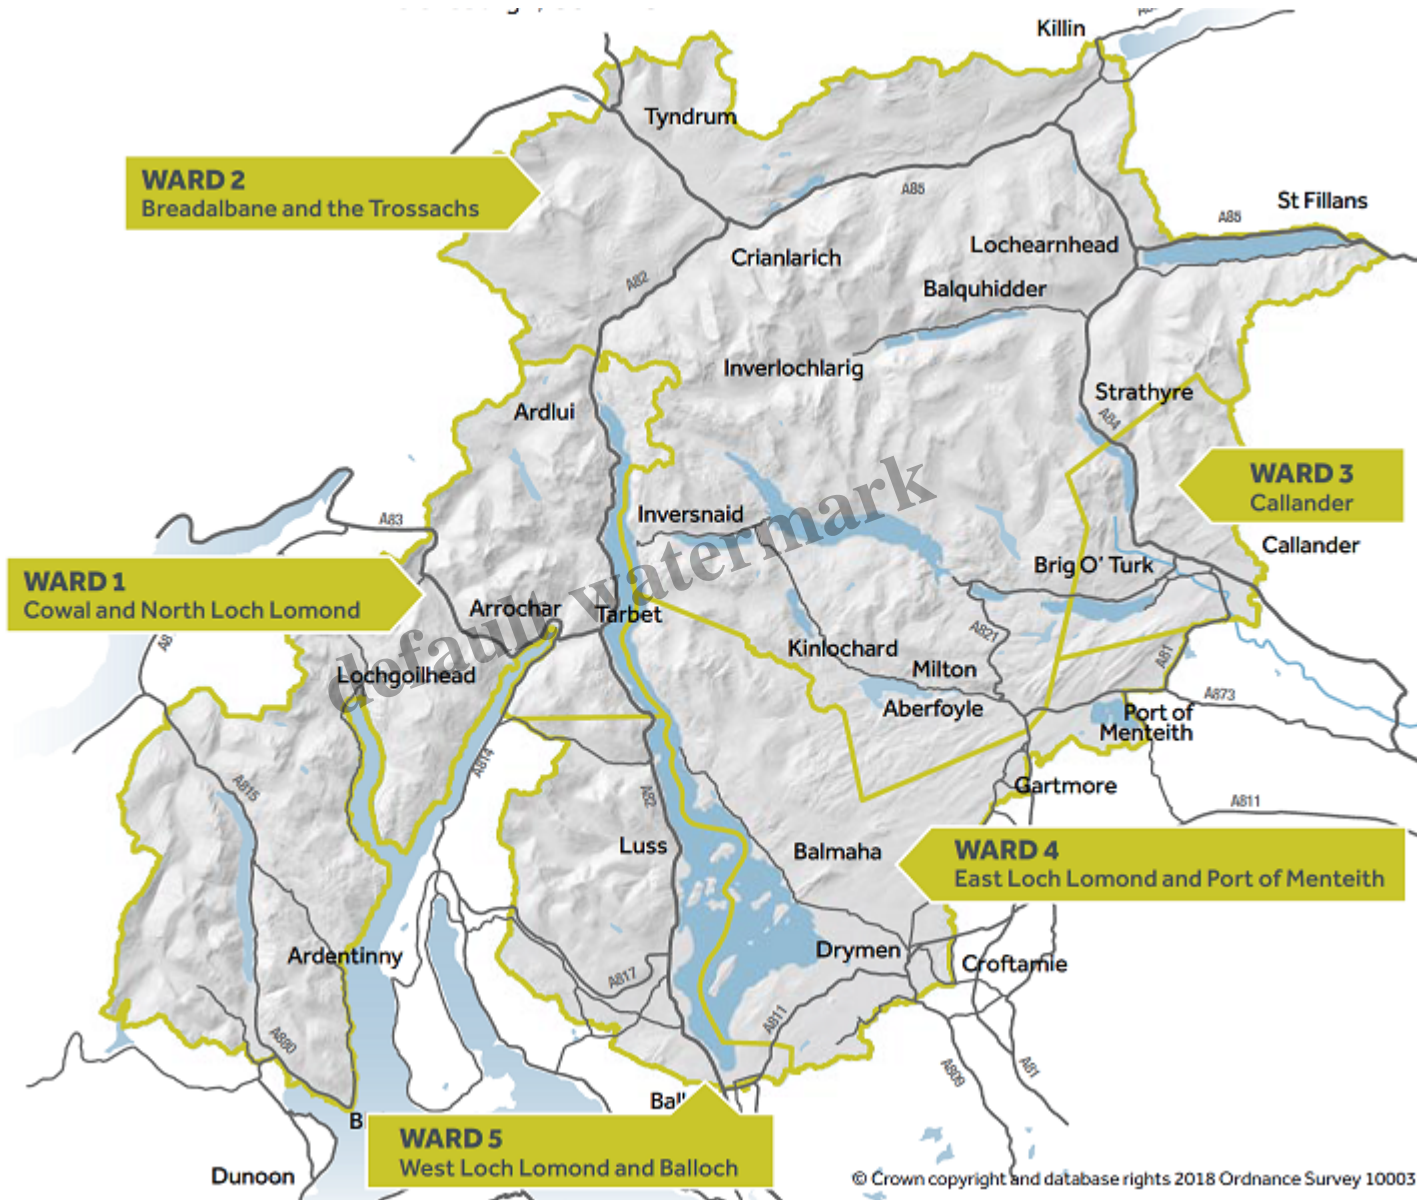 Killin
Tyndrum
WARD 2
Breadalbane and the Trossachs
A85
St Fillans
A85
Lochearnhead
Crianlarich
A82
Balquhidder
Inverlochlarig
Strathyre
Ardlui
A84
WARD 3
Callander
Inversnaid
A83
Callander
Brig O' Turk
WARD 1
Cowal and North Loch Lomond
Arrochar
Tarbet
default watermark
A821
Kinlochard
A81
Lochgoilhead
Milton
A873
Aberfoyle
Port of
Menteith
A814
A815
Gartmore
A82
A811
Luss
Balmaha
WARD 4
East Loch Lomond and Port of Menteith
Ardentinny
Drymen
Croftamie
A817
A811
A880
A809
A81
WARD 5
West Loch Lomond and Balloch
Dunoon
© Crown copyright and database rights 2018 Ordnance Survey 10003